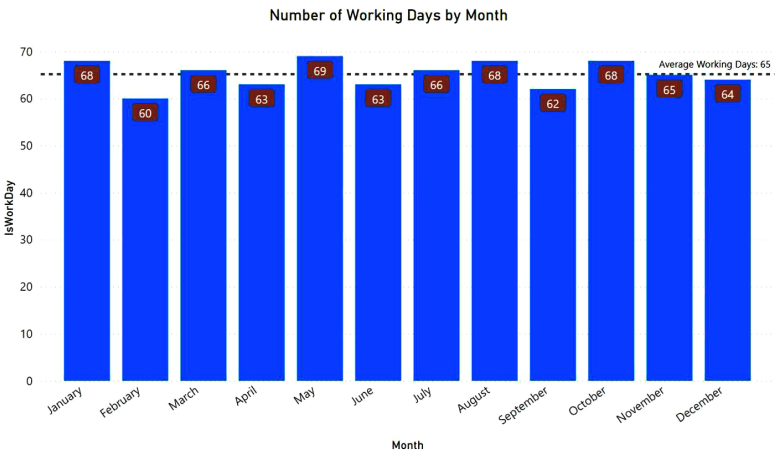 Number of Working Days by Month
70
60
50
40
30
20
10
0
IsWorkDay
Average Working Days: 65
68
60
66
63
69
63
66
68
62
68
65
64
January
February
March
April
May
June
July
August
September
October
November
December
Month